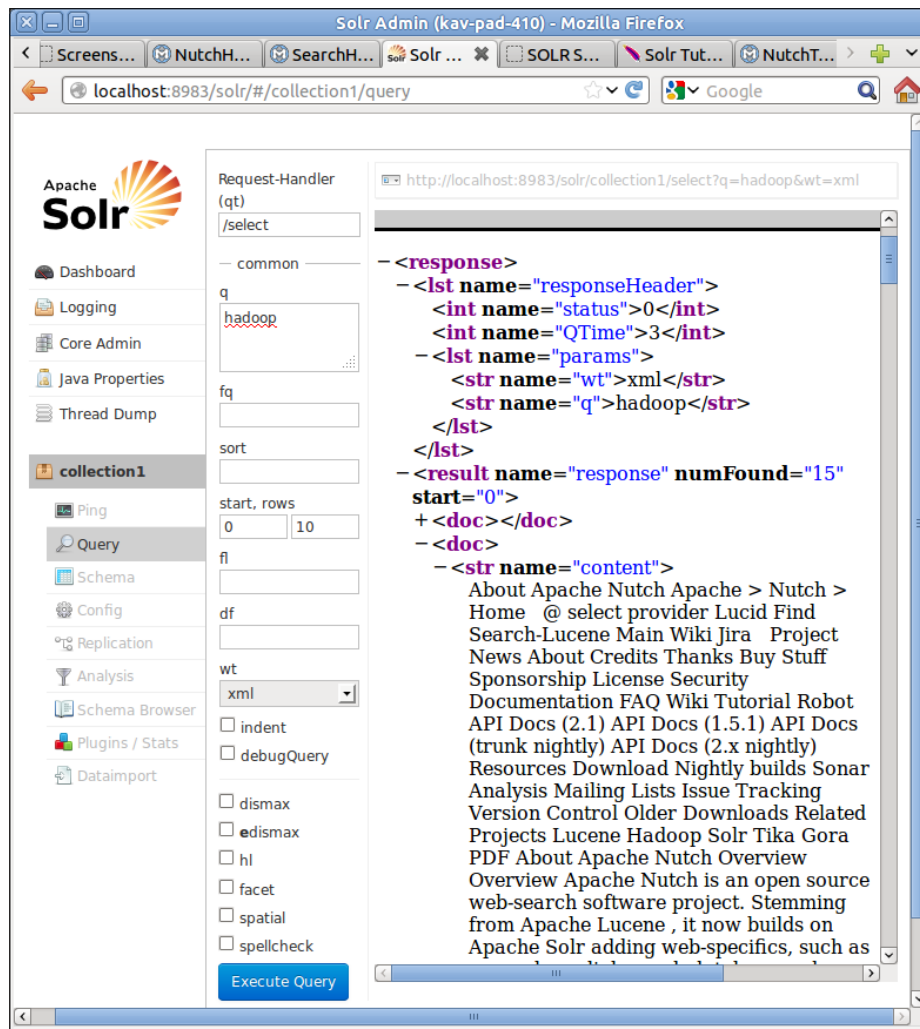 Solr Admin (kav-pad-410) - Mozilla Firefox
Screens... NutchH... SearchH... Solr ... SOLR S... Solr Tut... NutchT...
localhost:8983/solr/#/collection1/query
Google
Apache
Solr
Dashboard
Logging
Core Admin
Java Properties
Thread Dump
collection1
Ping
Query
Schema
Config
Replication
Analysis
Schema Browser
Plugins / Stats
Dataimport
Request-Handler
(qt)
/select
common
q
hadoop
fq
sort
start, rows
0 10
fl
df
wt
xml
indent
debugQuery
dismax
edismax
hl
facet
spatial
spellcheck
Execute Query
http://localhost:8983/solr/collection1/select?q=hadoop&wt=xml
−<response>
−<lst name="responseHeader">
<int name="status">0</int>
<int name="QTime">3</int>
−<lst name="params">
<str name="wt">xml</str>
<str name="q">hadoop</str>
</lst>
</lst>
−<result name="response" numFound="15"
start="0">
+<doc></doc>
−<doc>
−<str name="content">
About Apache Nutch Apache > Nutch >
Home @ select provider Lucid Find
Search-Lucene Main Wiki Jira Project
News About Credits Thanks Buy Stuff
Sponsorship License Security
Documentation FAQ Wiki Tutorial Robot
API Docs (2.1) API Docs (1.5.1) API Docs
(trunk nightly) API Docs (2.x nightly)
Resources Download Nightly builds Sonar
Analysis Mailing Lists Issue Tracking
Version Control Older Downloads Related
Projects Lucene Hadoop Solr Tika Gora
PDF About Apache Nutch Overview
Overview Apache Nutch is an open source
web-search software project. Stemming
from Apache Lucene , it now builds on
Apache Solr adding web-specifics, such as